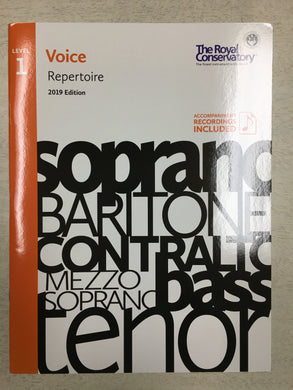 LEVEL
1
Voice
Repertoire
2019 Edition
The Royal
Conservatory
ACCOMPANIMENT
RECORDINGS
INCLUDED
soprano
BARITONE
CONTRALTO
MEZZO
SOPRANO
bass
tenor